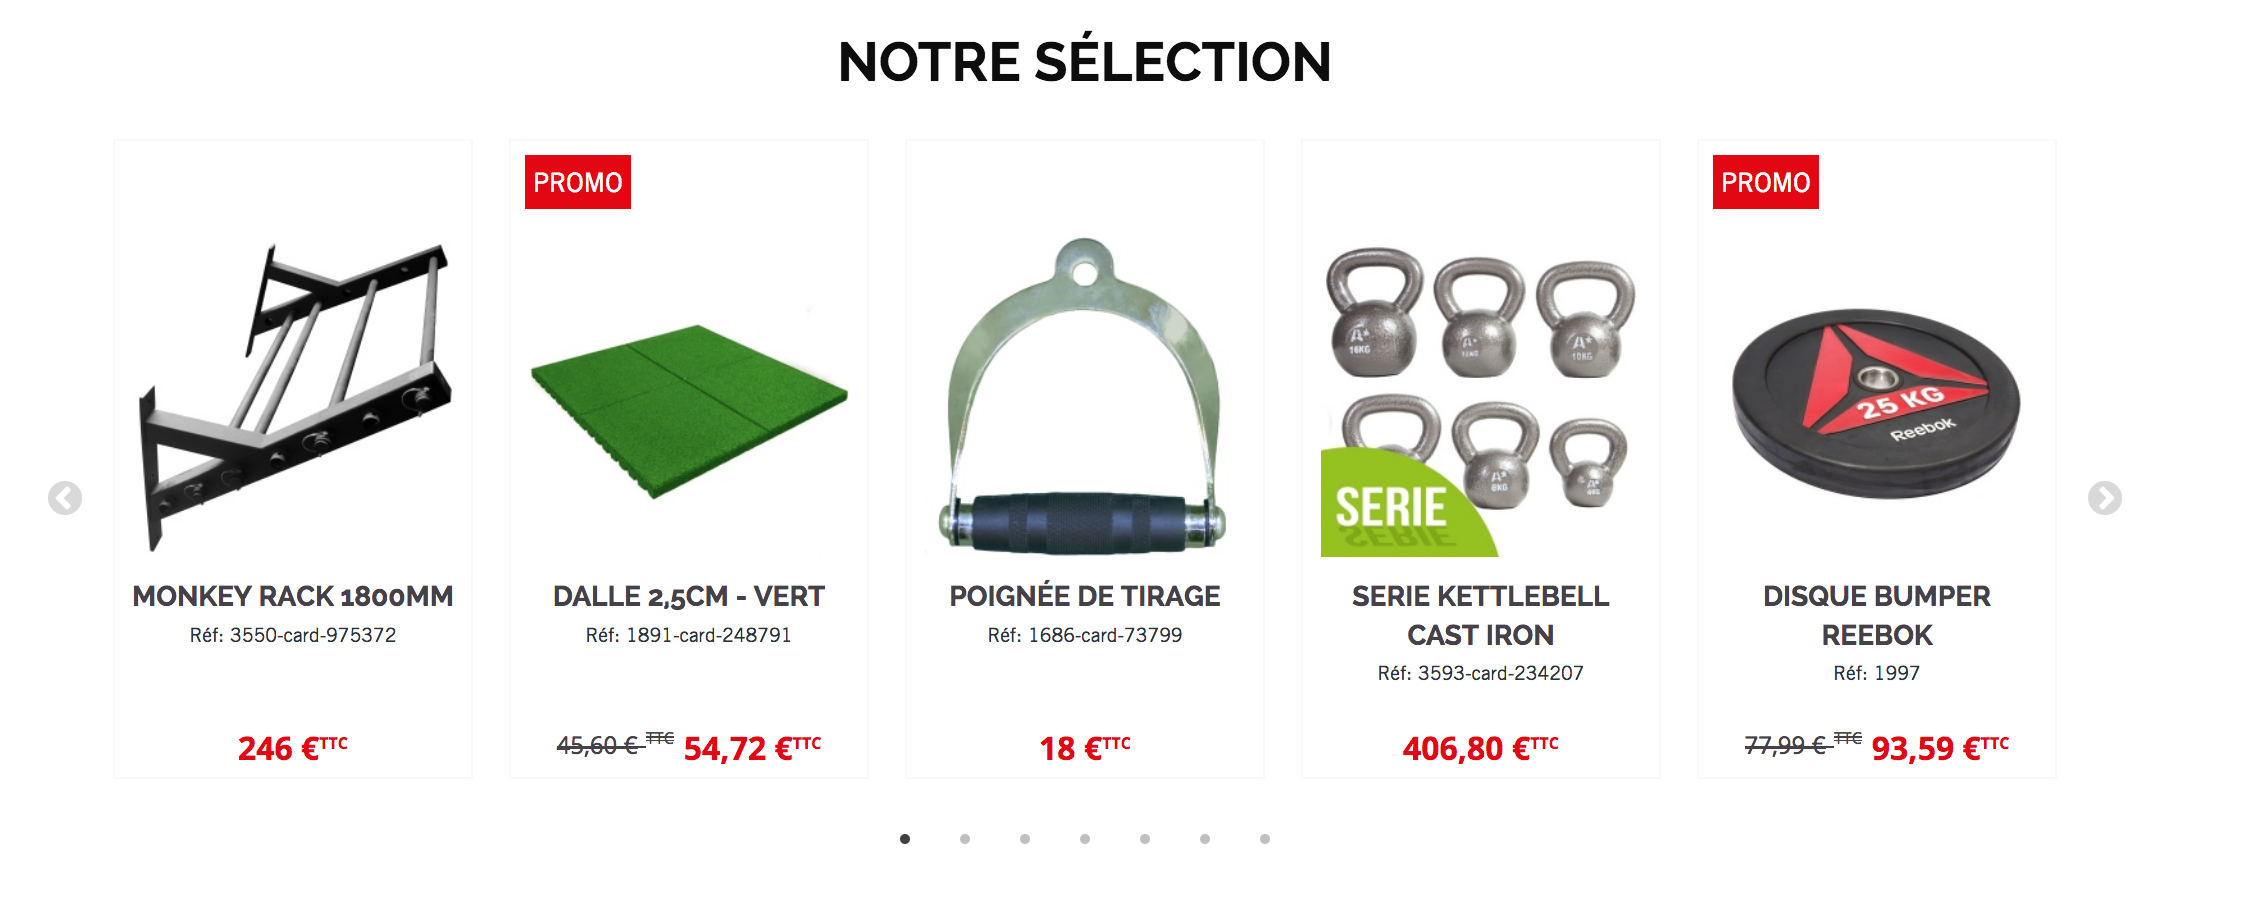 NOTRE SÉLECTION
PROMO
PROMO
16KG
10KG
8KG
SERIE
25 KG
Reebok
MONKEY RACK 1800MM
Réf: 3550-card-975372
246 €TTC
DALLE 2,5CM - VERT
Réf: 1891-card-248791
45,60 € TTC 54,72 €TTC
POIGNÉE DE TIRAGE
Réf: 1686-card-73799
18 €TTC
SERIE KETTLEBELL
CAST IRON
Réf: 3593-card-234207
406,80 €TTC
DISQUE BUMPER
REEBOK
Réf: 1997
77,99 € TTC 93,59 €TTC